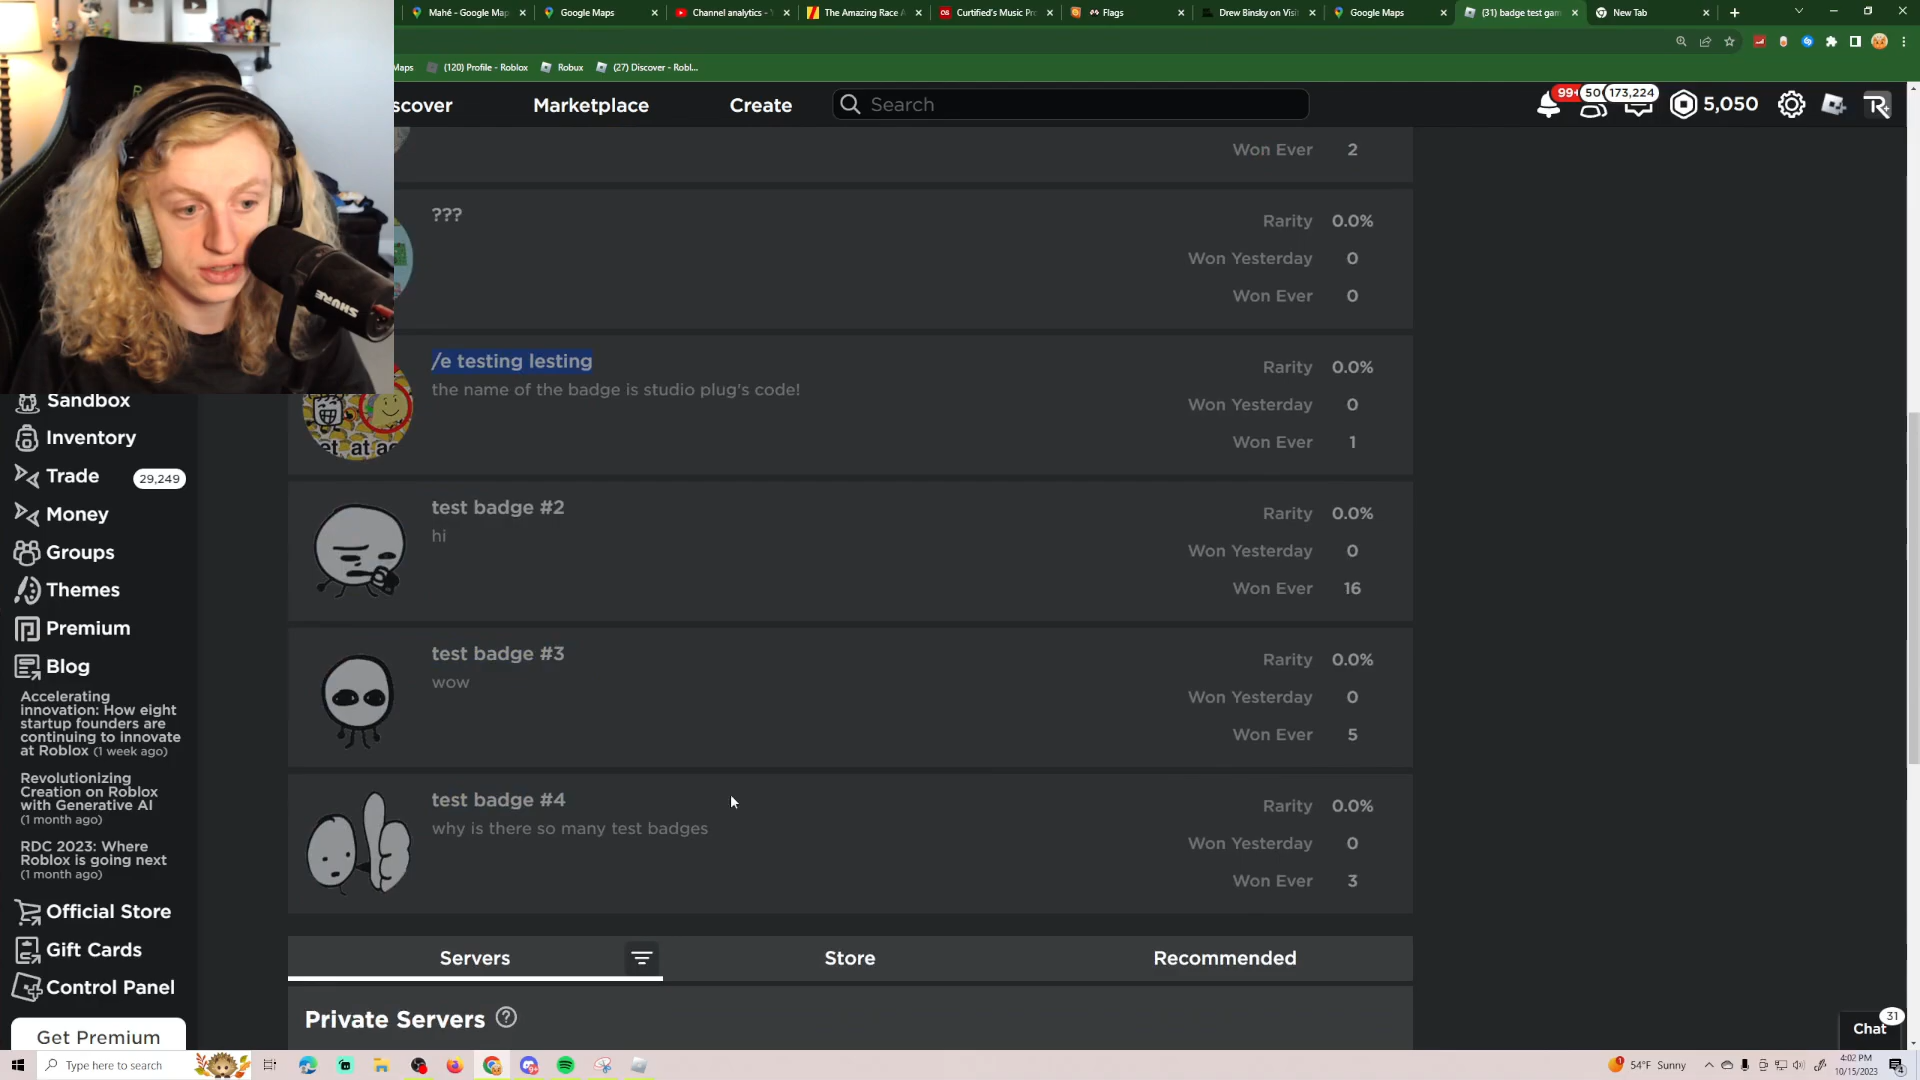 Mahé - Google Map
Google Maps
Channel analytics - Y
The Amazing Race A
Curtified's Music Pr
Flags
Drew Binsky on Visi
Google Maps
(31) badge test gam
New Tab
Maps
(120) Profile - Roblox
Robux
(27) Discover - Robl...
scover
Marketplace
Create
Search
99+
500
173,224
5,050
Won Ever 2
???
Rarity 0.0%
Won Yesterday 0
Won Ever 0
/e testing lesting
the name of the badge is studio plug's code!
Rarity 0.0%
Won Yesterday 0
Won Ever 1
test badge #2
hi
Rarity 0.0%
Won Yesterday 0
Won Ever 16
test badge #3
wow
Rarity 0.0%
Won Yesterday 0
Won Ever 5
test badge #4
why is there so many test badges
Rarity 0.0%
Won Yesterday 0
Won Ever 3
SHURE
Sandbox
Inventory
Trade 29,249
Money
Groups
Themes
Premium
Blog
Accelerating
innovation: How eight
startup founders are
continuing to innovate
at Roblox (1 week ago)
Revolutionizing
Creation on Roblox
with Generative AI
(1 month ago)
RDC 2023: Where
Roblox is going next
(1 month ago)
Official Store
Gift Cards
Control Panel
Get Premium
Servers
Store
Recommended
Private Servers
Chat
31
Type here to search
54°F Sunny
4:02 PM
10/15/2023